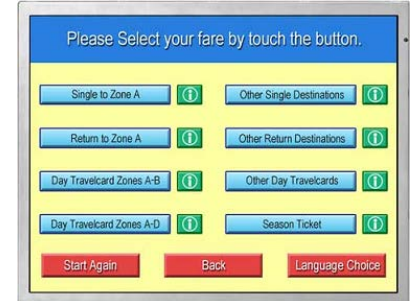 Please Select your fare by touch the button.
Single to Zone A
Other Single Destinations
Return to Zone A
Other Return Destinations
Day Travelcard Zones A-B
Other Day Travelcards
Day Travelcard Zones A-D
Season Ticket
Start Again
Back
Language Choice